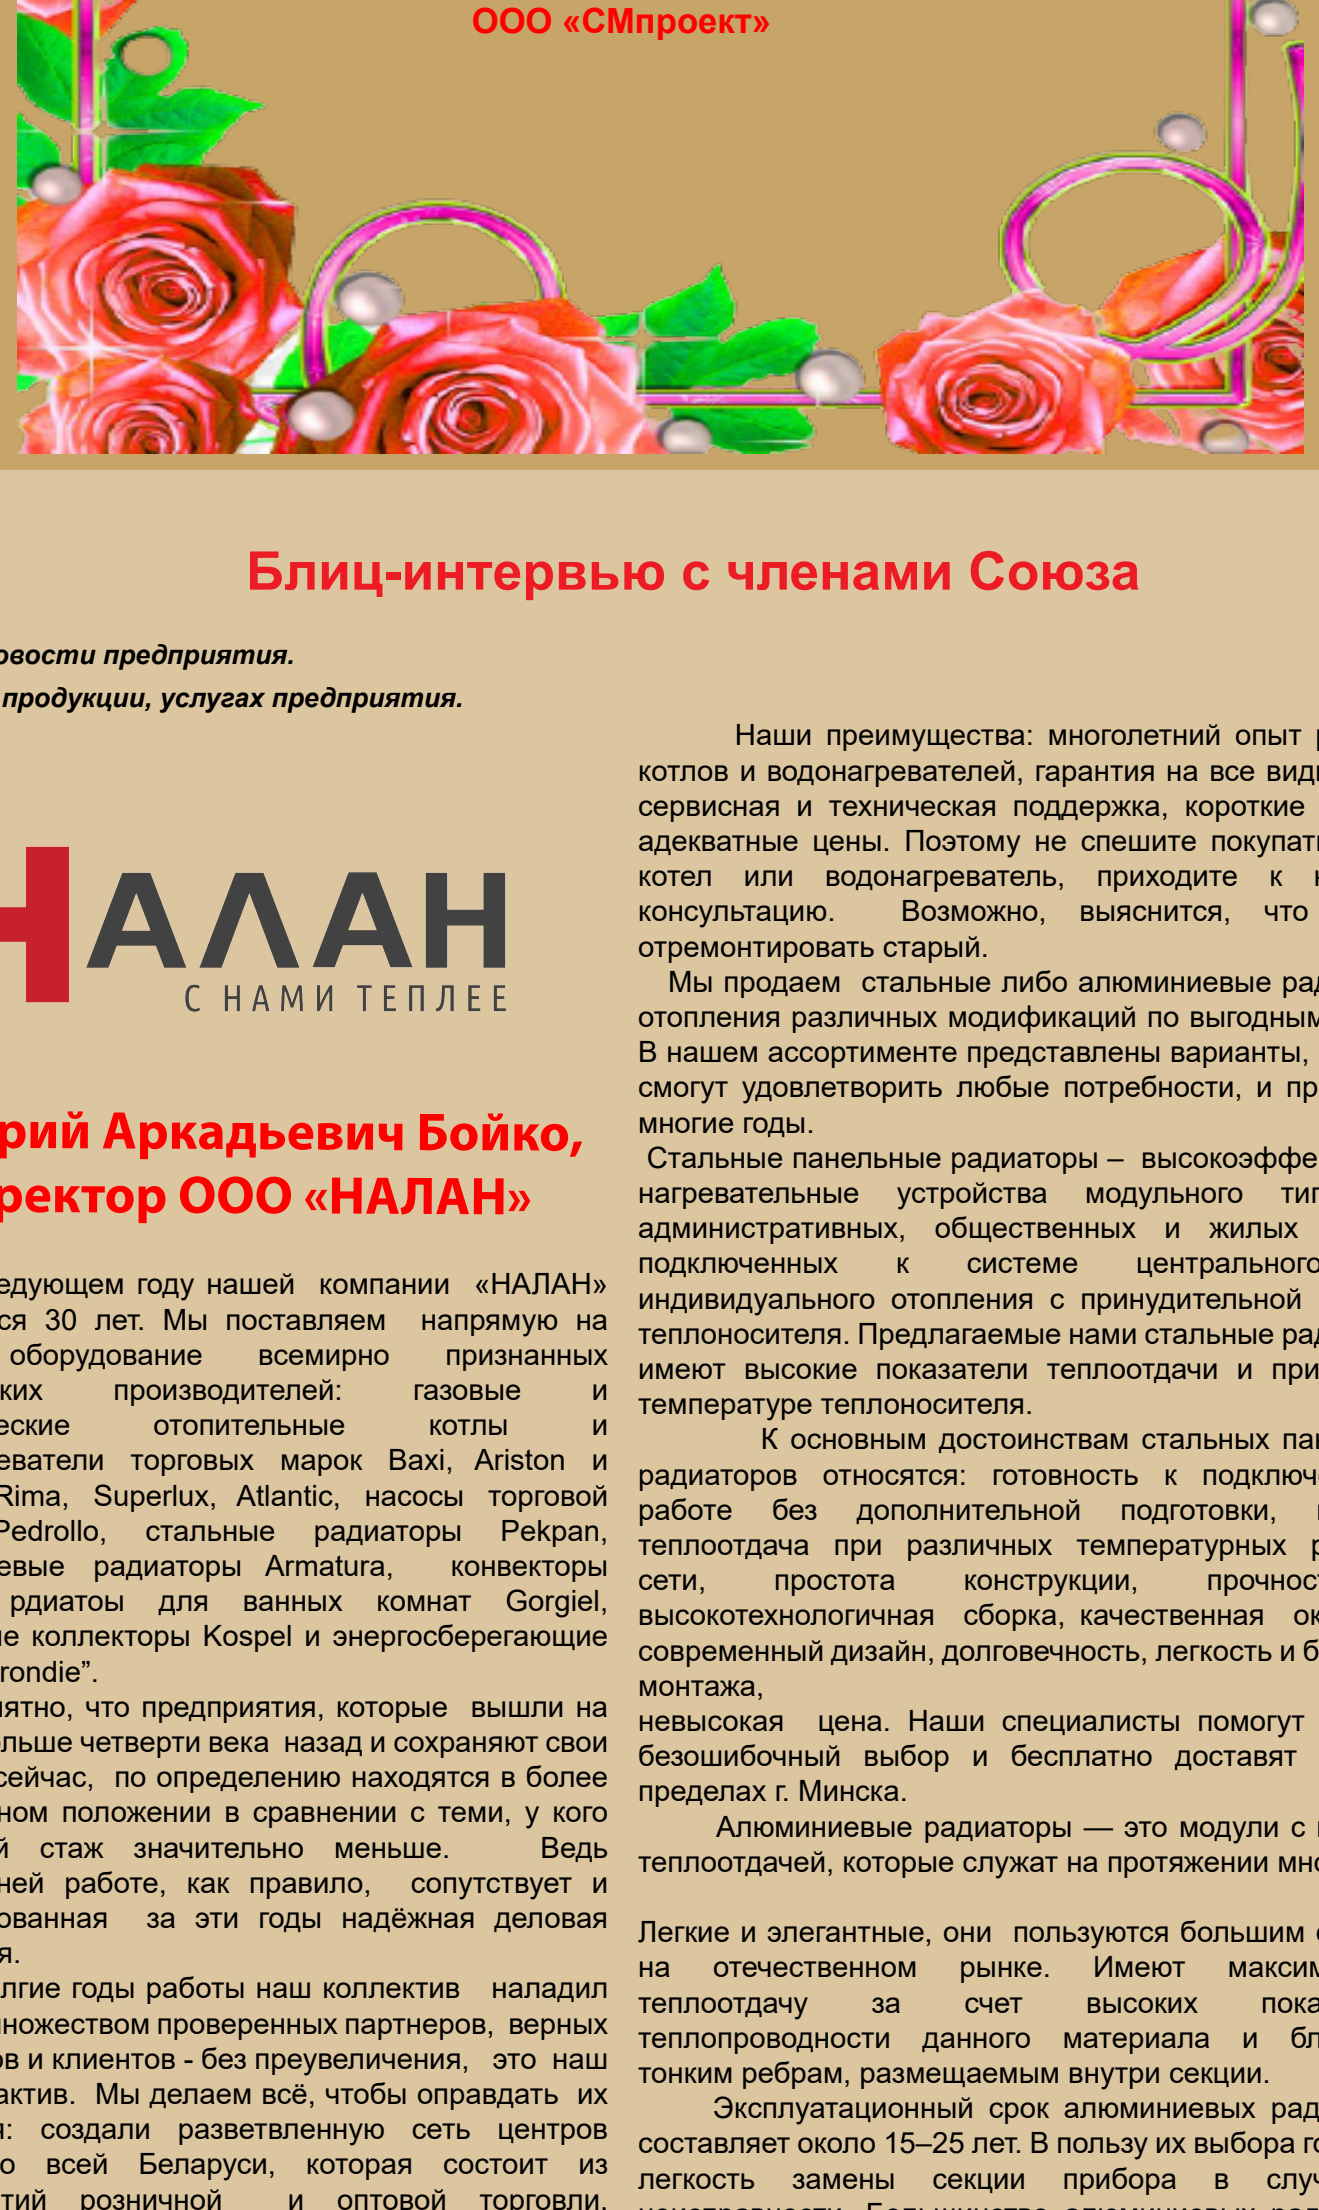 ООО «СМпроект»
Блиц-интервью с членами Союза
овости предприятия.
продукции, услугах предприятия.
НАЛАН
С НАМИ ТЕПЛЕЕ
рий Аркадьевич Бойко,
ректор ООО «НАЛАН»
едующем году нашей компании «НАЛАН»
ся 30 лет. Мы поставляем напрямую на
оборудование всемирно признанных
ких производителей: газовые и
еские отопительные котлы и
еватели торговых марок Baxi, Ariston и
Rima, Superlux, Atlantic, насосы торговой
Pedrollo, стальные радиаторы Pekpan,
евые радиаторы Armatura, конвекторы
рдиатоы для ванных комнат Gorgiel,
е коллекторы Kospel и энергосберегающие
rondie”.
ятно, что предприятия, которые вышли на
льше четверти века назад и сохраняют свои
сейчас, по определению находятся в более
ном положении в сравнении с теми, у кого
й стаж значительно меньше. Ведь
ней работе, как правило, сопутствует и
ованная за эти годы надёжная деловая
я.
лгие годы работы наш коллектив наладил
множеством проверенных партнеров, верных
ов и клиентов - без преувеличения, это наш
актив. Мы делаем всё, чтобы оправдать их
я: создали разветвленную сеть центров
о всей Беларуси, которая состоит из
тий розничной и оптовой торговли,
Наши преимущества: многолетний опыт р
котлов и водонагревателей, гарантия на все вид
сервисная и техническая поддержка, короткие
адекватные цены. Поэтому не спешите покупат
котел или водонагреватель, приходите к н
консультацию. Возможно, выяснится, что
отремонтировать старый.
Мы продаем стальные либо алюминиевые рад
отопления различных модификаций по выгодным
В нашем ассортименте представлены варианты,
смогут удовлетворить любые потребности, и пр
многие годы.
Стальные панельные радиаторы – высокоэффе
нагревательные устройства модульного тип
административных, общественных и жилых
подключенных к системе центрального
индивидуального отопления с принудительной
теплоносителя. Предлагаемые нами стальные рад
имеют высокие показатели теплоотдачи и при
температуре теплоносителя.
К основным достоинствам стальных пан
радиаторов относятся: готовность к подключ
работе без дополнительной подготовки,
теплоотдача при различных температурных р
сети, простота конструкции, прочност
высокотехнологичная сборка, качественная ок
современный дизайн, долговечность, легкость и б
монтажа,
невысокая цена. Наши специалисты помогут
безошибочный выбор и бесплатно доставят
пределах г. Минска.
Алюминиевые радиаторы — это модули с
теплоотдачей, которые служат на протяжении мно
Легкие и элегантные, они пользуются большим с
на отечественном рынке. Имеют максим
теплоотдачу за счет высоких пока
теплопроводности данного материала и бл
тонким ребрам, размещаемым внутри секции.
Эксплуатационный срок алюминиевых рад
составляет около 15–25 лет. В пользу их выбора го
легкость замены секции прибора в случ